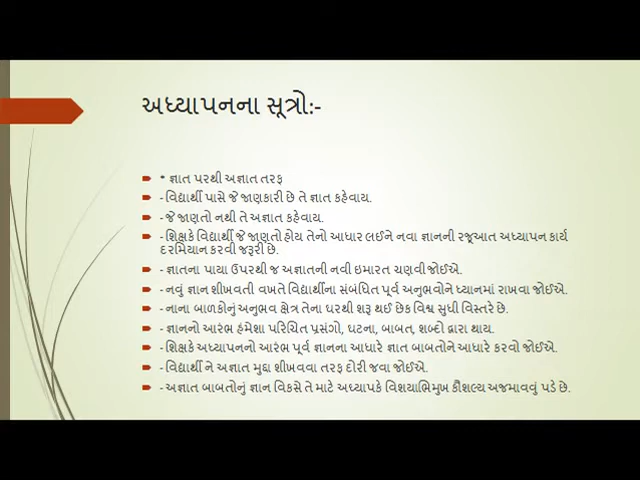 અધ્યાપનના સૂત્રો:-
* જ્ઞાત પરથી અજ્ઞાત તરફ
- વિદ્યાર્થી પાસે જે જાણકારી છે તે જ્ઞાત કહેવાય.
- જે જાણતો નથી તે અજ્ઞાત કહેવાય.
- શિક્ષકે વિદ્યાર્થી જે જાણતો હોય તેનો આધાર લઈને નવા જ્ઞાનની રજૂઆત અધ્યાપન કાર્ય
દરમિયાન કરવી જરૂરી છે.
- જ્ઞાતના પાયા ઉપરથી જ અજ્ઞાતની નવી ઇમારત ચણવી જોઈએ.
- નવું જ્ઞાન શીખવતી વખતે વિદ્યાર્થીના સંબંધિત પૂર્વ અનુભવોને ધ્યાનમાં રાખવા જોઈએ.
- નાના બાળકોનું અનુભવ ક્ષેત્ર તેના ઘરથી શરૂ થઈ છેક વિશ્વ સુધી વિસ્તરે છે.
- જ્ઞાનનો આરંભ હંમેશા પરિચિત પ્રસંગો, ઘટના, બાબત, શબ્દો દ્વારા થાય.
- શિક્ષકે અધ્યાપનનો આરંભ પૂર્વ જ્ઞાનના આધારે જ્ઞાત બાબતોને આધારે કરવો જોઈએ.
- વિદ્યાર્થી ને અજ્ઞાત મુદ્દા શીખવવા તરફ દોરી જવા જોઈએ.
- અજ્ઞાત બાબતોનું જ્ઞાન વિકસે તે માટે અધ્યાપકે વિશયાભિમુખ કૌશલ્ય અજમાવવું પડે છે.